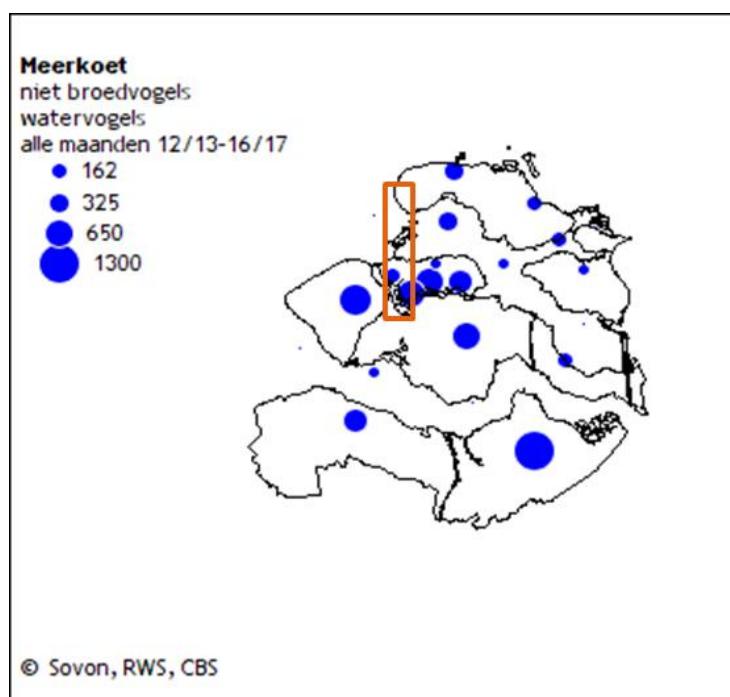 Meerkoet
niet broedvogels
watervogels
alle maanden 12/13-16/17
162
325
650
1300
© Sovon, RWS, CBS